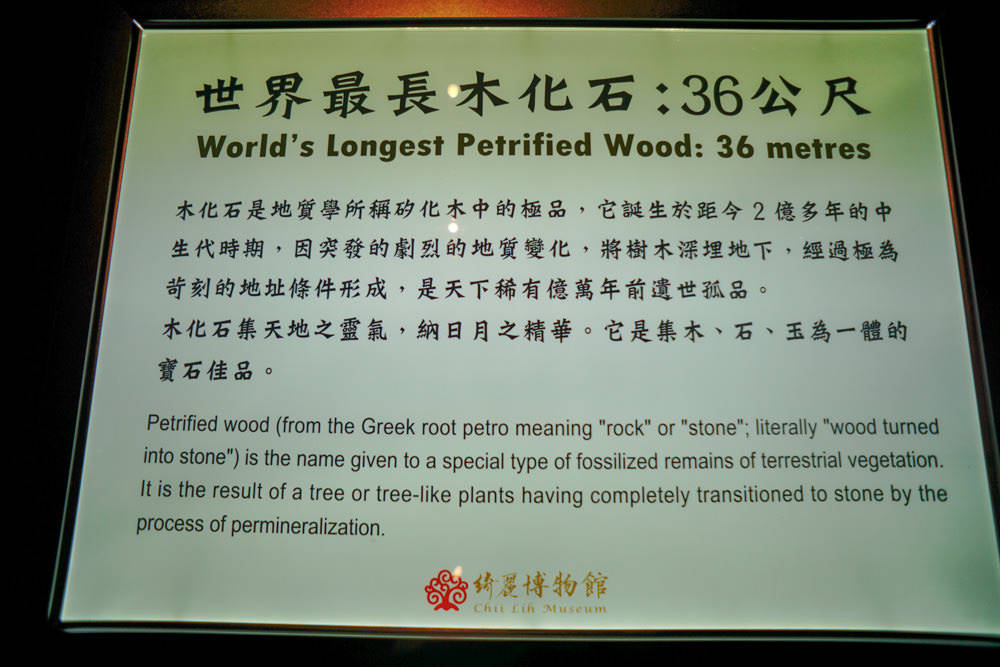 世界最長木化石:36公尺
World's Longest Petrified Wood: 36 metres
木化石是地質學所稱矽化木中的極品，它誕生於距今2億多年的中
生代時期，因突發的劇烈的地質變化，將樹木深埋地下，經過極為
苛刻的地址條件形成，是天下稀有億萬年前遺世孤品。
木化石集天地之靈氣，納日月之精華。它是集木、石、玉為一體的
寶石佳品。
Petrified wood (from the Greek root petro meaning "rock" or "stone"; literally "wood turned
into stone") is the name given to a special type of fossilized remains of terrestrial vegetation.
It is the result of a tree or tree-like plants having completely transitioned to stone by the
process of permineralization.
綺麗博物館
Chii Lih Museum